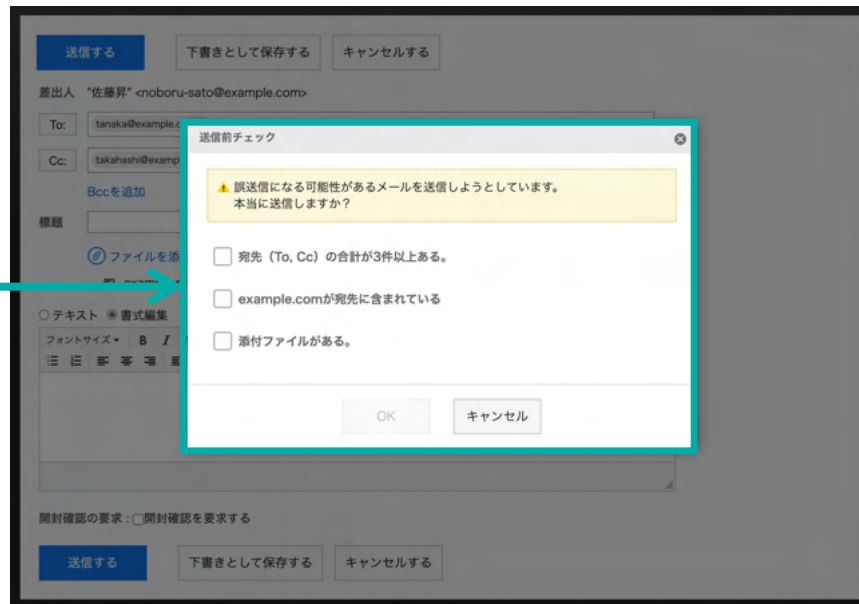 送信する 下書きとして保存する キャンセルする
差出人 "佐藤昇" <noboru-sato@example.com>
To: tanaka@example.c
送信前チェック
Cc: takahashi@examp
⚠ 誤送信になる可能性があるメールを送信しようとしています。
本当に送信しますか?
Bccを追加
標題
ファイルを添
宛先(To, Cc)の合計が3件以上ある。
example.comが宛先に含まれている
テキスト 書式編集
フォントサイズ B I
添付ファイルがある。
OK キャンセル
開封確認の要求:開封確認を要求する
送信する 下書きとして保存する キャンセルする